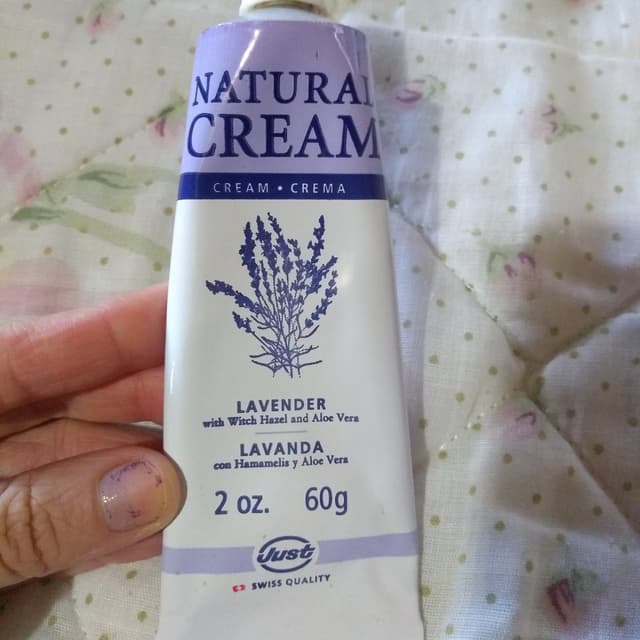 NATURAL
CREAM
CREAM • CREMA
LAVENDER
with Witch Hazel and Aloe Vera
LAVANDA
con Hamamelis y Aloe Vera
2 oz. 60g
Just
SWISS QUALITY